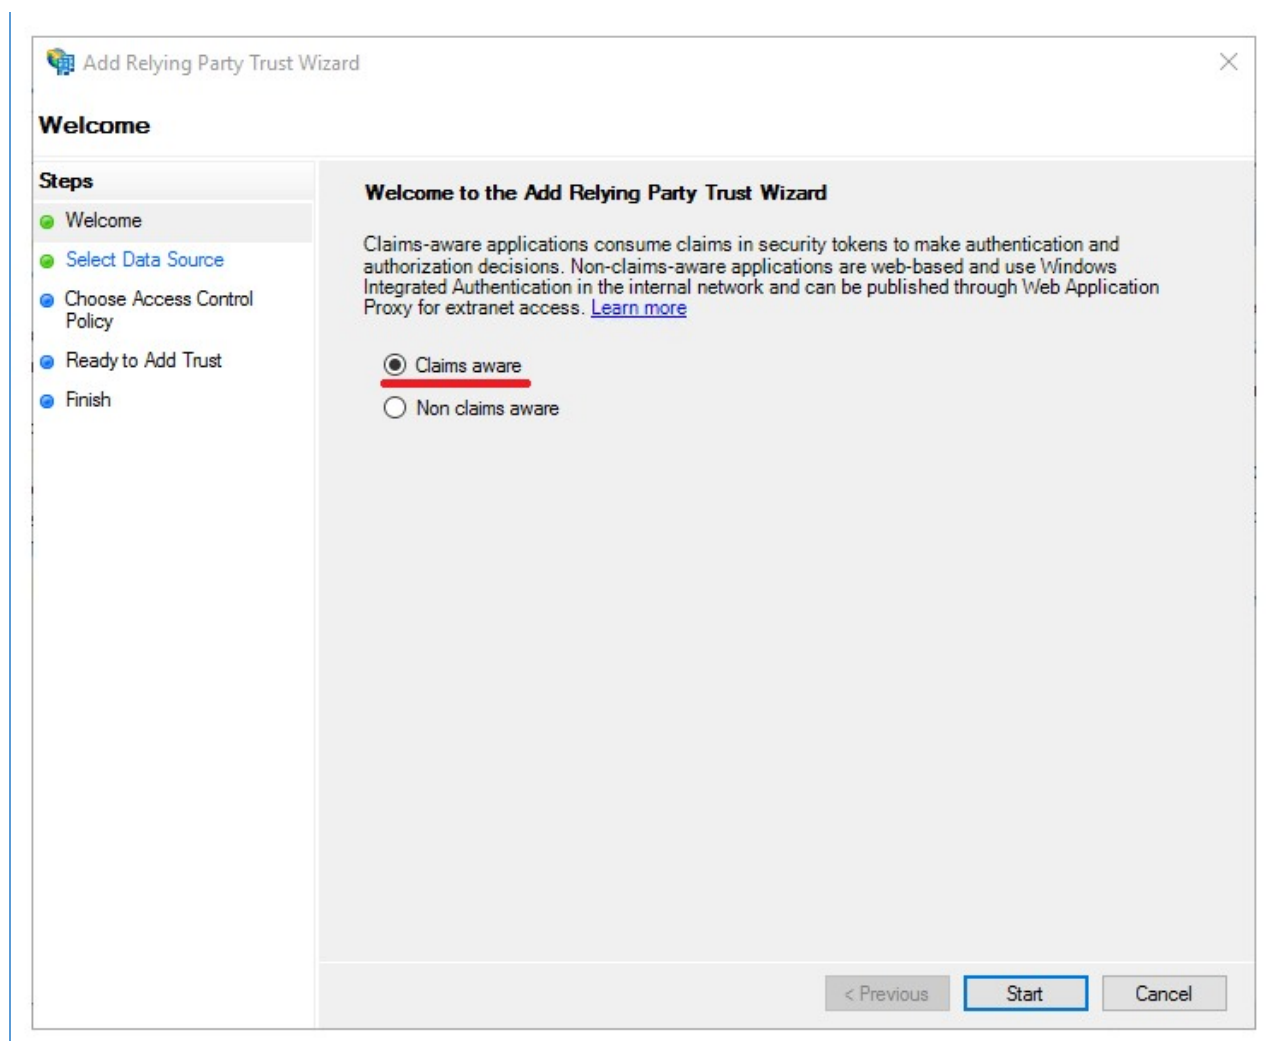 Add Relying Party Trust Wizard
Welcome
Steps
Welcome
Select Data Source
Choose Access Control
Policy
Ready to Add Trust
Finish
Welcome to the Add Relying Party Trust Wizard
Claims-aware applications consume claims in security tokens to make authentication and
authorization decisions. Non-claims-aware applications are web-based and use Windows
Integrated Authentication in the internal network and can be published through Web Application
Proxy for extranet access. Learn more
Claims aware
Non claims aware
< Previous
Start
Cancel